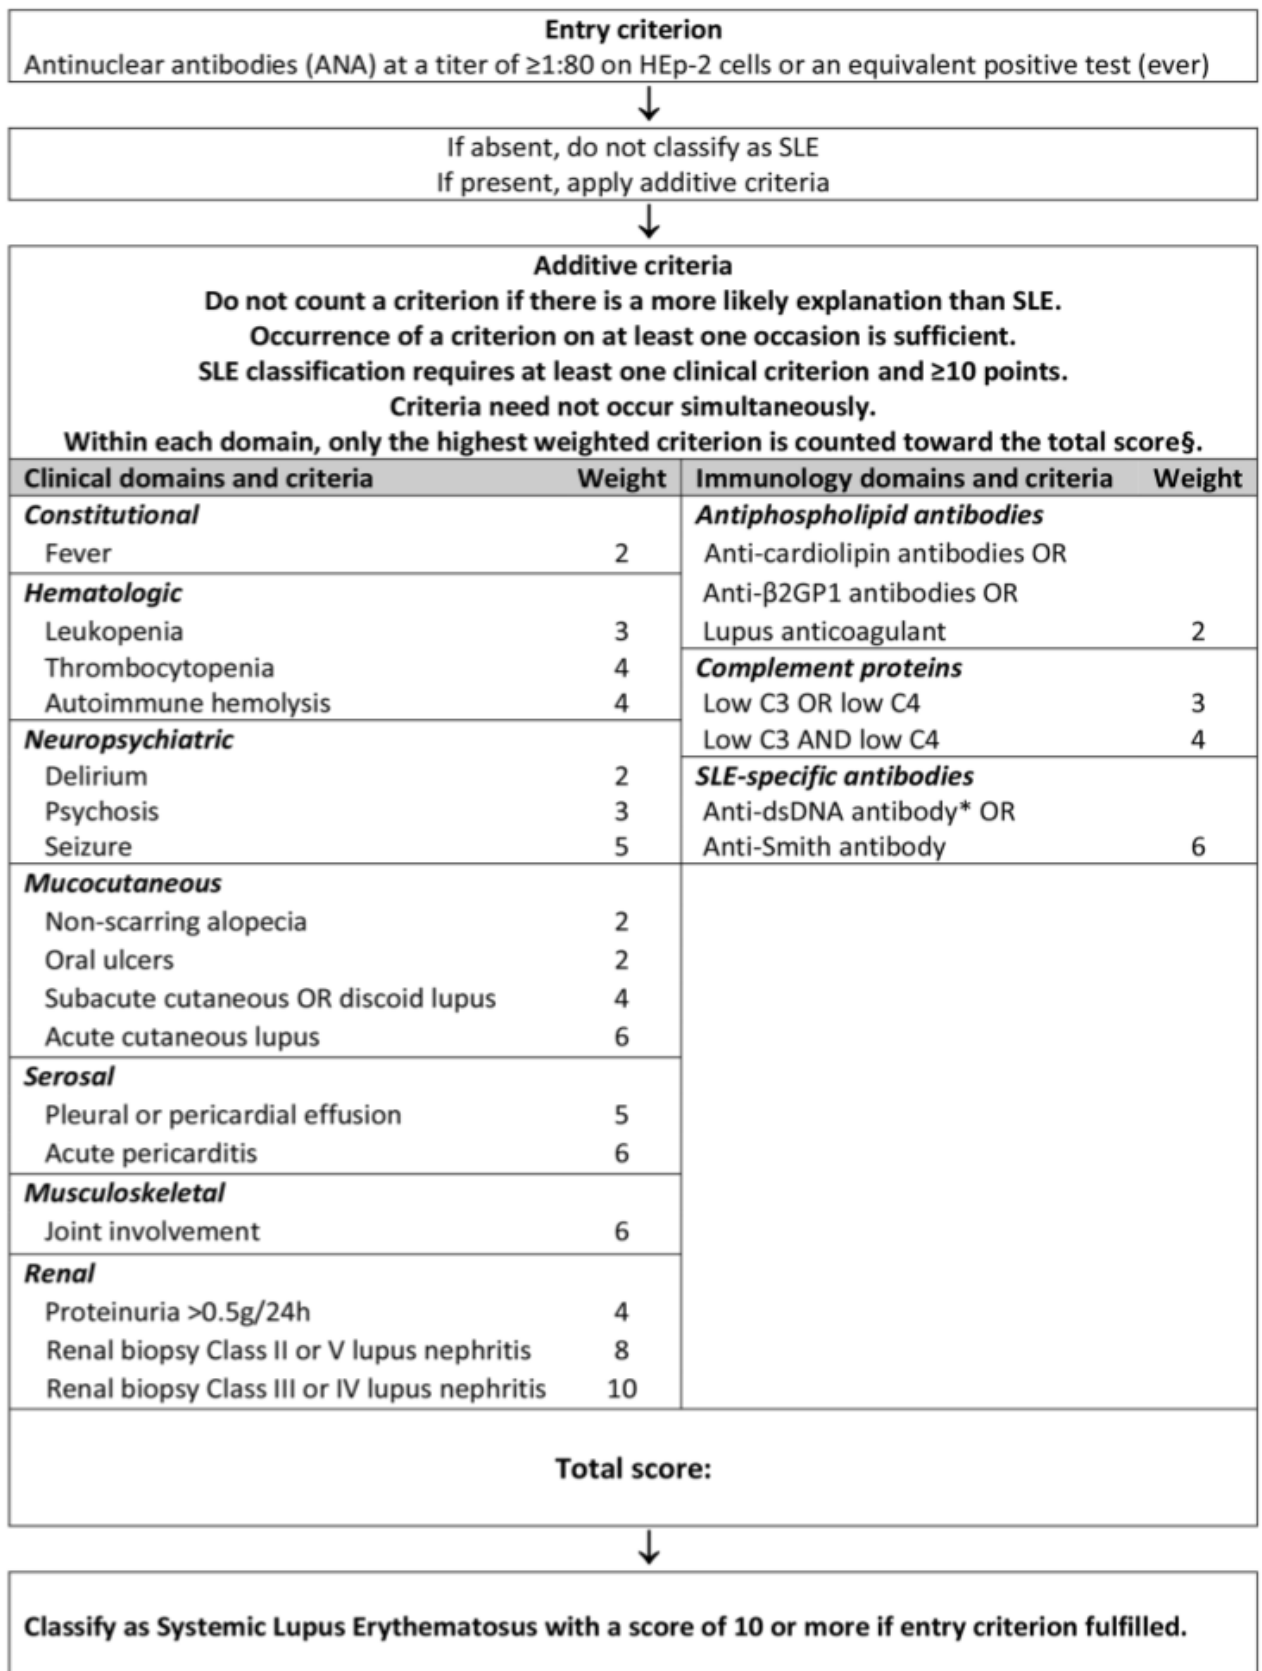 Entry criterion
Antinuclear antibodies (ANA) at a titer of ≥1:80 on HEp-2 cells or an equivalent positive test (ever)
↓
If absent, do not classify as SLE
If present, apply additive criteria
↓
Additive criteria
Do not count a criterion if there is a more likely explanation than SLE.
Occurrence of a criterion on at least one occasion is sufficient.
SLE classification requires at least one clinical criterion and ≥10 points.
Criteria need not occur simultaneously.
Within each domain, only the highest weighted criterion is counted toward the total score§.
Clinical domains and criteria Weight
Constitutional
Fever 2
Hematologic
Leukopenia 3
Thrombocytopenia 4
Autoimmune hemolysis 4
Neuropsychiatric
Delirium 2
Psychosis 3
Seizure 5
Mucocutaneous
Non-scarring alopecia 2
Oral ulcers 2
Subacute cutaneous OR discoid lupus 4
Acute cutaneous lupus 6
Serosal
Pleural or pericardial effusion 5
Acute pericarditis 6
Musculoskeletal
Joint involvement 6
Renal
Proteinuria >0.5g/24h 4
Renal biopsy Class II or V lupus nephritis 8
Renal biopsy Class III or IV lupus nephritis 10
Immunology domains and criteria Weight
Antiphospholipid antibodies
Anti-cardiolipin antibodies OR
Anti-β2GP1 antibodies OR
Lupus anticoagulant 2
Complement proteins
Low C3 OR low C4 3
Low C3 AND low C4 4
SLE-specific antibodies
Anti-dsDNA antibody* OR
Anti-Smith antibody 6
Total score:
↓
Classify as Systemic Lupus Erythematosus with a score of 10 or more if entry criterion fulfilled.